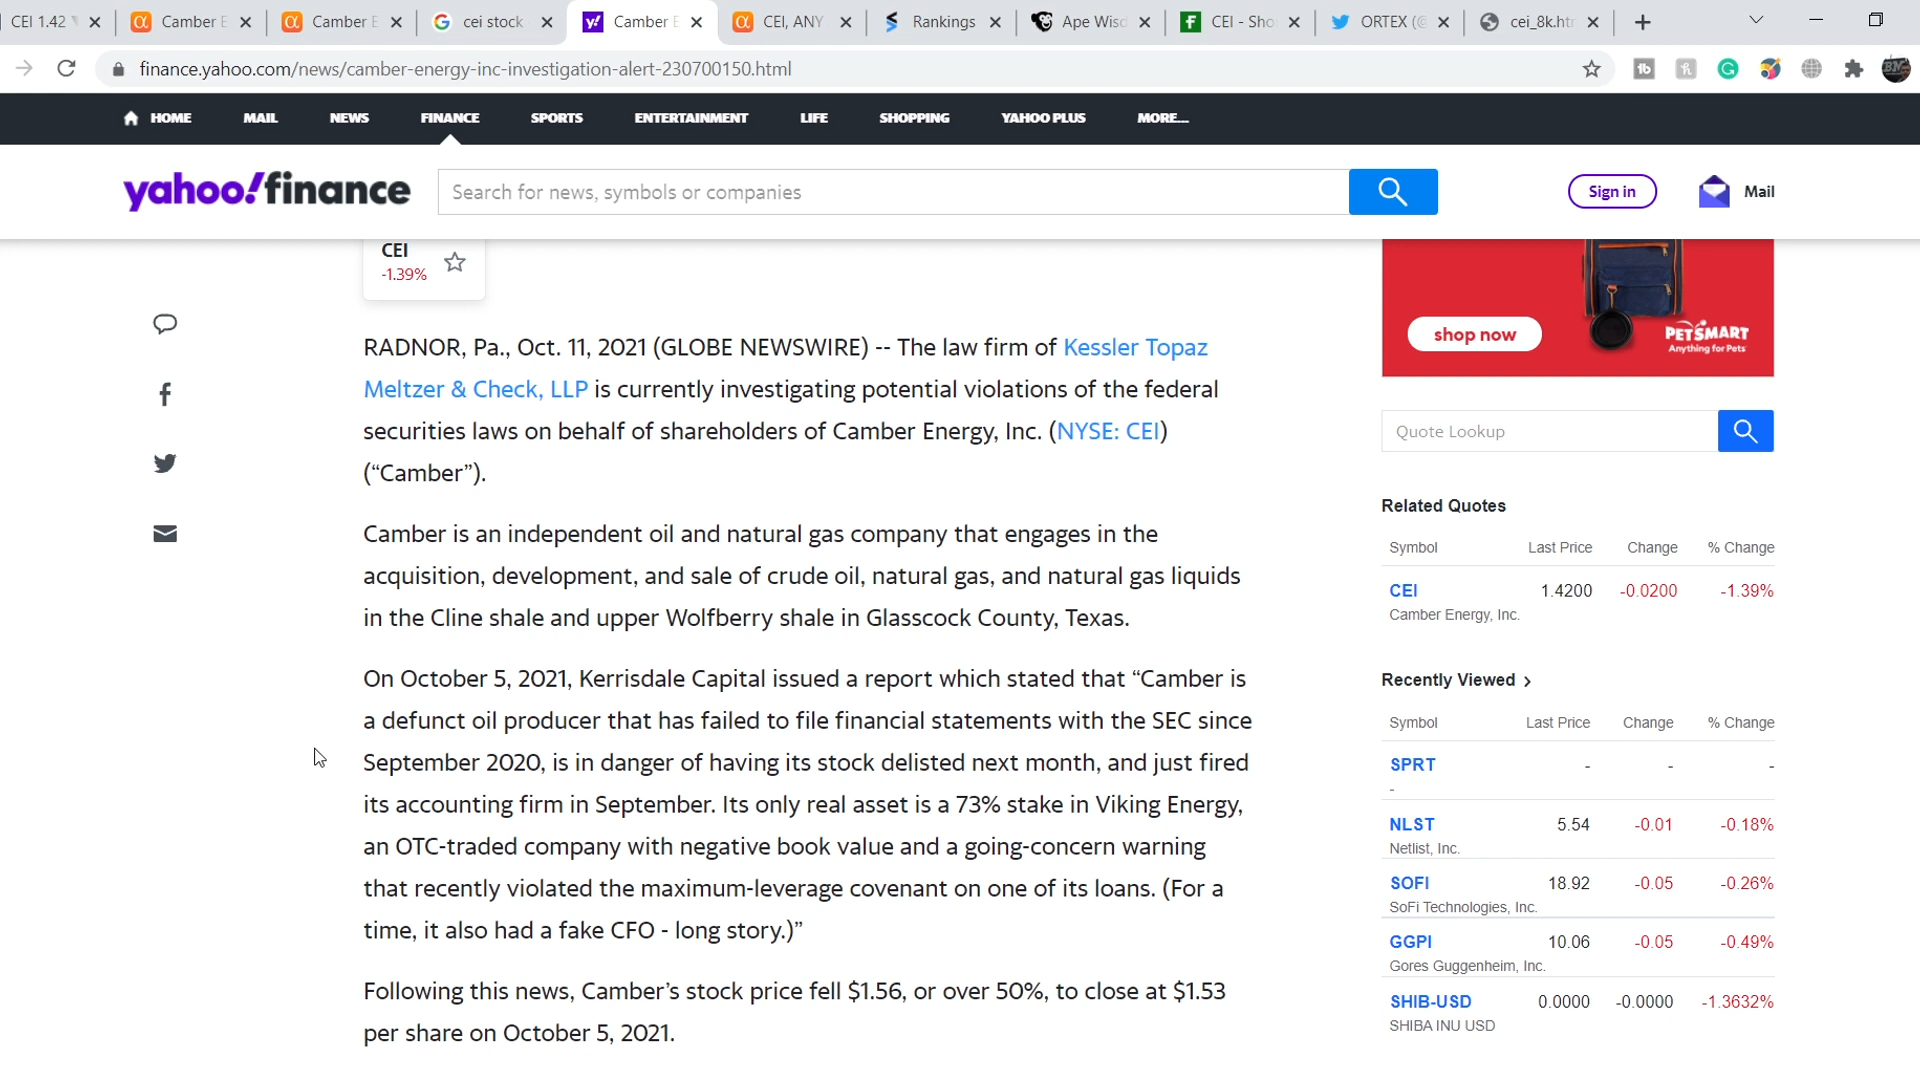 CEI 1.42
Camber E
Camber E
cei stock
Camber E
CEI, ANY
Rankings
Ape Wisd
CEI - Sho
ORTEX (@
cei_8k.htm
finance.yahoo.com/news/camber-energy-inc-investigation-alert-230700150.html
HOME MAIL NEWS FINANCE SPORTS ENTERTAINMENT LIFE SHOPPING YAHOO PLUS MORE...
yahoo!finance
Search for news, symbols or companies
Sign in
Mail
CEI
-1.39%
shop now
PETSMART
Anything for Pets
RADNOR, Pa., Oct. 11, 2021 (GLOBE NEWSWIRE) -- The law firm of Kessler Topaz
Meltzer & Check, LLP is currently investigating potential violations of the federal
securities laws on behalf of shareholders of Camber Energy, Inc. (NYSE: CEI)
(“Camber”).
Camber is an independent oil and natural gas company that engages in the
acquisition, development, and sale of crude oil, natural gas, and natural gas liquids
in the Cline shale and upper Wolfberry shale in Glasscock County, Texas.
On October 5, 2021, Kerrisdale Capital issued a report which stated that “Camber is
a defunct oil producer that has failed to file financial statements with the SEC since
September 2020, is in danger of having its stock delisted next month, and just fired
its accounting firm in September. Its only real asset is a 73% stake in Viking Energy,
an OTC-traded company with negative book value and a going-concern warning
that recently violated the maximum-leverage covenant on one of its loans. (For a
time, it also had a fake CFO - long story.)”
Following this news, Camber’s stock price fell $1.56, or over 50%, to close at $1.53
per share on October 5, 2021.
Quote Lookup
Related Quotes
Symbol Last Price Change % Change
CEI 1.4200 -0.0200 -1.39%
Camber Energy, Inc.
Recently Viewed >
Symbol Last Price Change % Change
SPRT - - -
-
NLST 5.54 -0.01 -0.18%
Netlist, Inc.
SOFI 18.92 -0.05 -0.26%
SoFi Technologies, Inc.
GGPI 10.06 -0.05 -0.49%
Gores Guggenheim, Inc.
SHIB-USD 0.0000 -0.0000 -1.3632%
SHIBA INU USD